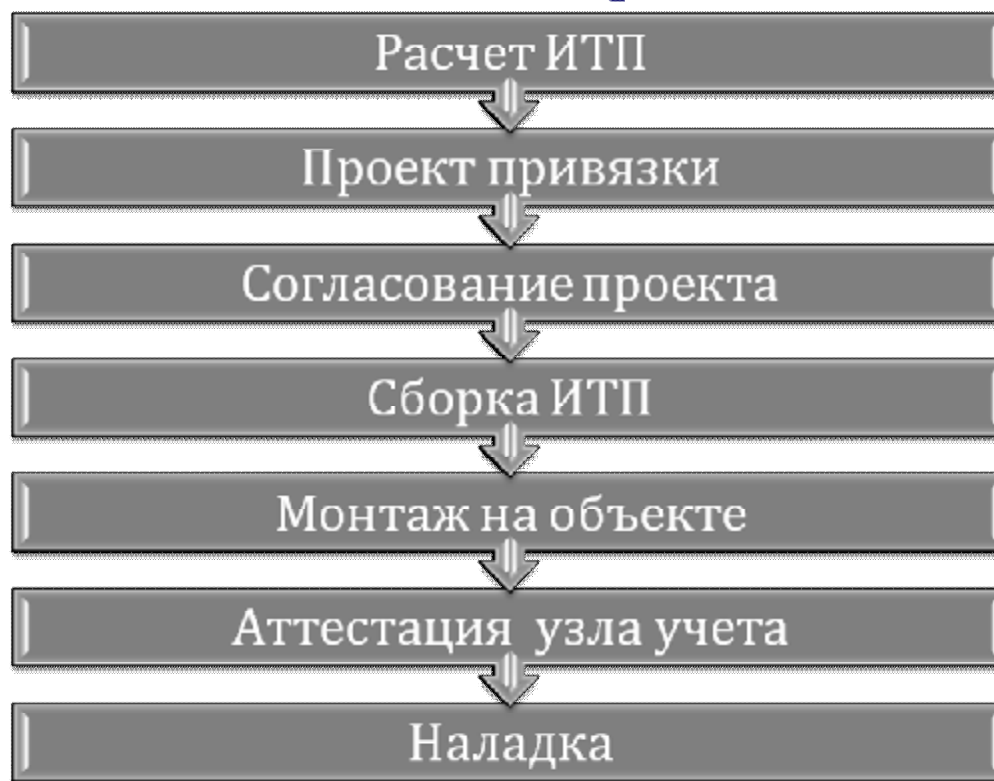 Расчет ИТП
Проект привязки
Согласование проекта
Сборка ИТП
Монтаж на объекте
Аттестация узла учета
Наладка